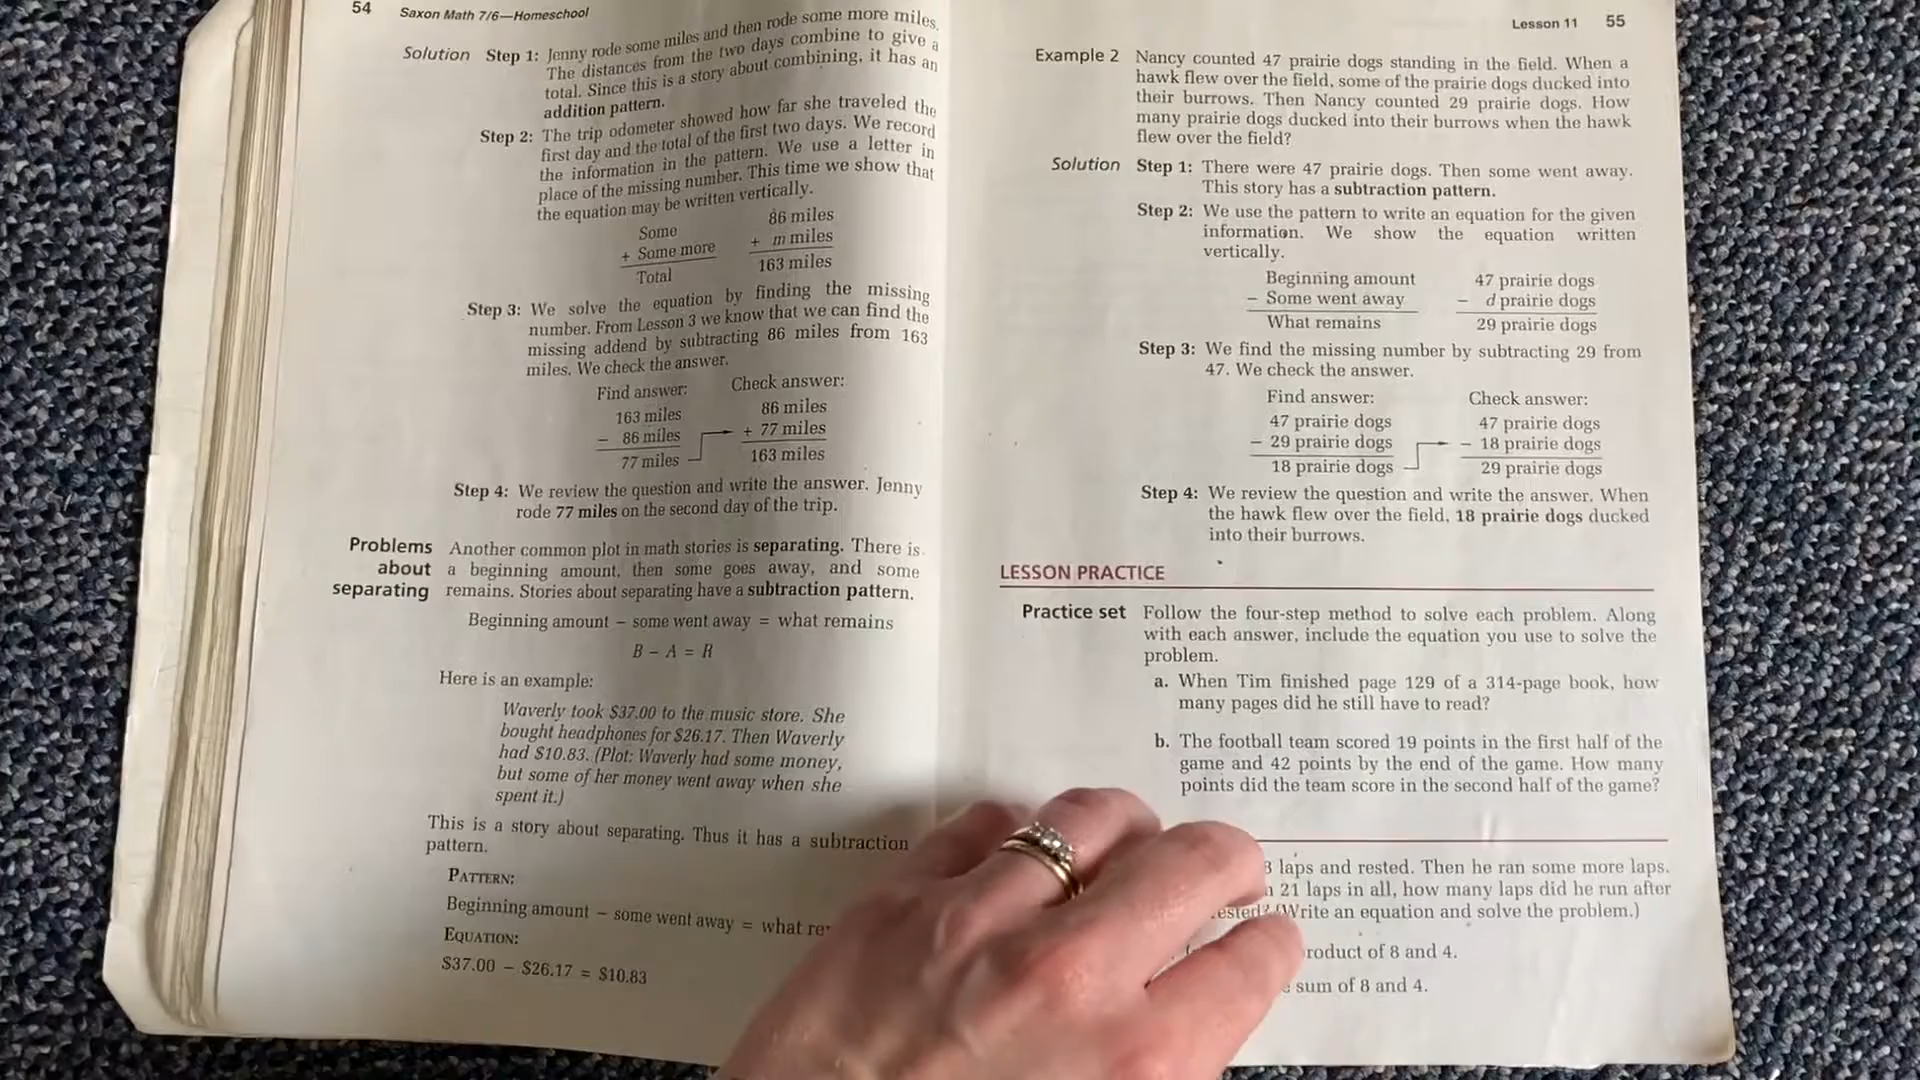 54 Saxon Math 7/6—Homeschool
Solution Step 1: Jenny rode some miles and then rode some more miles.
The distances from the two days combine to give a
total. Since this is a story about combining, it has an
addition pattern.
Step 2: The trip odometer showed how far she traveled the
first day and the total of the first two days. We record
the information in the pattern. We use a letter in
place of the missing number. This time we show that
the equation may be written vertically.
Some 86 miles
+ Some more + m miles
Total 163 miles
Step 3: We solve the equation by finding the missing
number. From Lesson 3 we know that we can find the
missing addend by subtracting 86 miles from 163
miles. We check the answer.
Find answer: Check answer:
163 miles 86 miles
− 86 miles + 77 miles
77 miles 163 miles
Step 4: We review the question and write the answer. Jenny
rode 77 miles on the second day of the trip.
Problems Another common plot in math stories is separating. There is
about a beginning amount, then some goes away, and some
separating remains. Stories about separating have a subtraction pattern.
Beginning amount − some went away = what remains
B − A = R
Here is an example:
Waverly took $37.00 to the music store. She
bought headphones for $26.17. Then Waverly
had $10.83. (Plot: Waverly had some money,
but some of her money went away when she
spent it.)
This is a story about separating. Thus it has a subtraction
pattern.
PATTERN:
Beginning amount − some went away = what
EQUATION:
$37.00 − $26.17 = $10.83
Lesson 11 55
Example 2 Nancy counted 47 prairie dogs standing in the field. When a
hawk flew over the field, some of the prairie dogs ducked into
their burrows. Then Nancy counted 29 prairie dogs. How
many prairie dogs ducked into their burrows when the hawk
flew over the field?
Solution Step 1: There were 47 prairie dogs. Then some went away.
This story has a subtraction pattern.
Step 2: We use the pattern to write an equation for the given
information. We show the equation written
vertically.
Beginning amount 47 prairie dogs
− Some went away − d prairie dogs
What remains 29 prairie dogs
Step 3: We find the missing number by subtracting 29 from
47. We check the answer.
Find answer: Check answer:
47 prairie dogs 47 prairie dogs
− 29 prairie dogs − 18 prairie dogs
18 prairie dogs 29 prairie dogs
Step 4: We review the question and write the answer. When
the hawk flew over the field, 18 prairie dogs ducked
into their burrows.
LESSON PRACTICE
Practice set Follow the four-step method to solve each problem. Along
with each answer, include the equation you use to solve the
problem.
a. When Tim finished page 129 of a 314-page book, how
many pages did he still have to read?
b. The football team scored 19 points in the first half of the
game and 42 points by the end of the game. How many
points did the team score in the second half of the game?
laps and rested. Then he ran some more laps.
21 laps in all, how many laps did he run after
(Write an equation and solve the problem.)
of 8 and 4.
sum of 8 and 4.